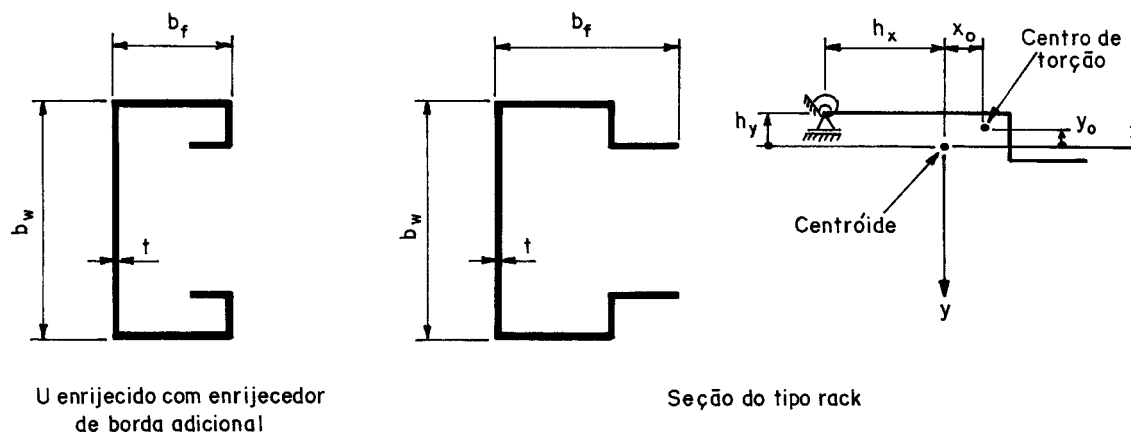 b_f
b_w
t
U enrijecido com enrijecedor
de borda adicional
b_f
b_w
t
Seção do tipo rack
h_x
x_o
Centro de
torção
h_y
y_o
Centróide
y